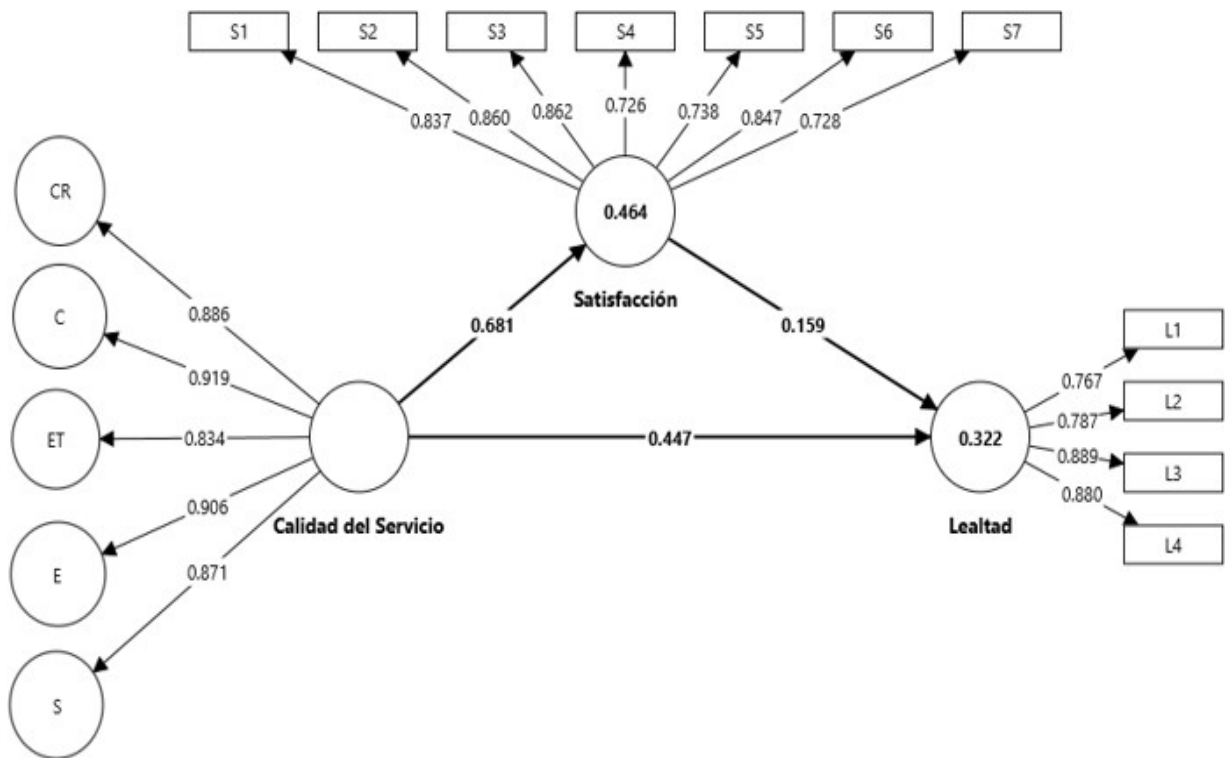 S1 S2 S3 S4 S5 S6 S7
0.837 0.860 0.862 0.726 0.738 0.847 0.728
CR
0.464
Satisfacción
C
0.886
0.681
0.159
L1
0.919
0.767
L2
0.787
ET
0.834
0.447
0.322
0.889
L3
0.880
0.906
Calidad del Servicio
Lealtad
L4
E
0.871
S